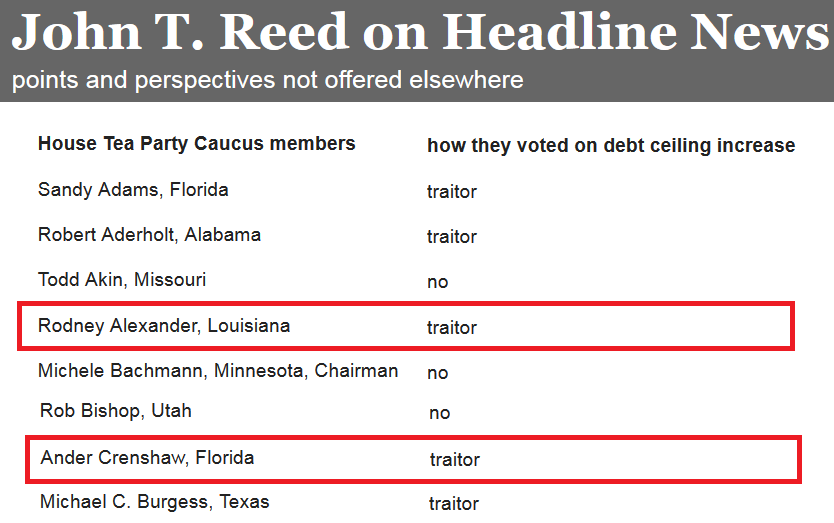 John T. Reed on Headline News
points and perspectives not offered elsewhere
House Tea Party Caucus members how they voted on debt ceiling increase
Sandy Adams, Florida traitor
Robert Aderholt, Alabama traitor
Todd Akin, Missouri no
Rodney Alexander, Louisiana traitor
Michele Bachmann, Minnesota, Chairman no
Rob Bishop, Utah no
Ander Crenshaw, Florida traitor
Michael C. Burgess, Texas traitor